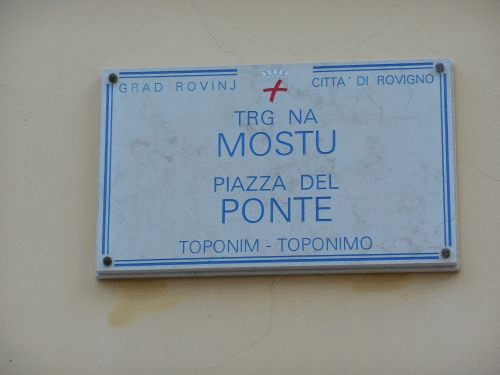 GRAD ROVINJ CITTA' DI ROVIGNO
TRG NA
MOSTU
PIAZZA DEL
PONTE
TOPONIM - TOPONIMO